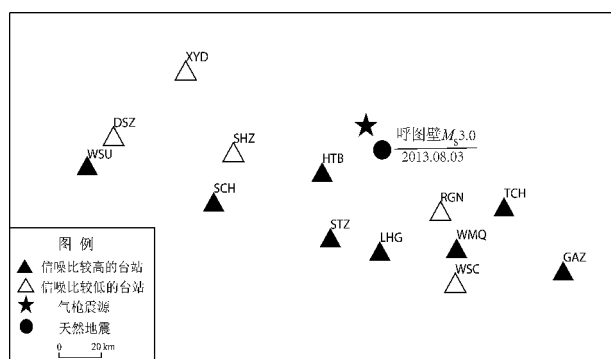 XYD
DSZ
WSU
SHZ
SCH
HTB
呼图壁Ms3.0
2013.08.03
RGN
TCH
STZ
LHG
WMQ
WSC
GAZ
图 例
信噪比较高的台站
信噪比较低的台站
气枪震源
天然地震
0 20 km